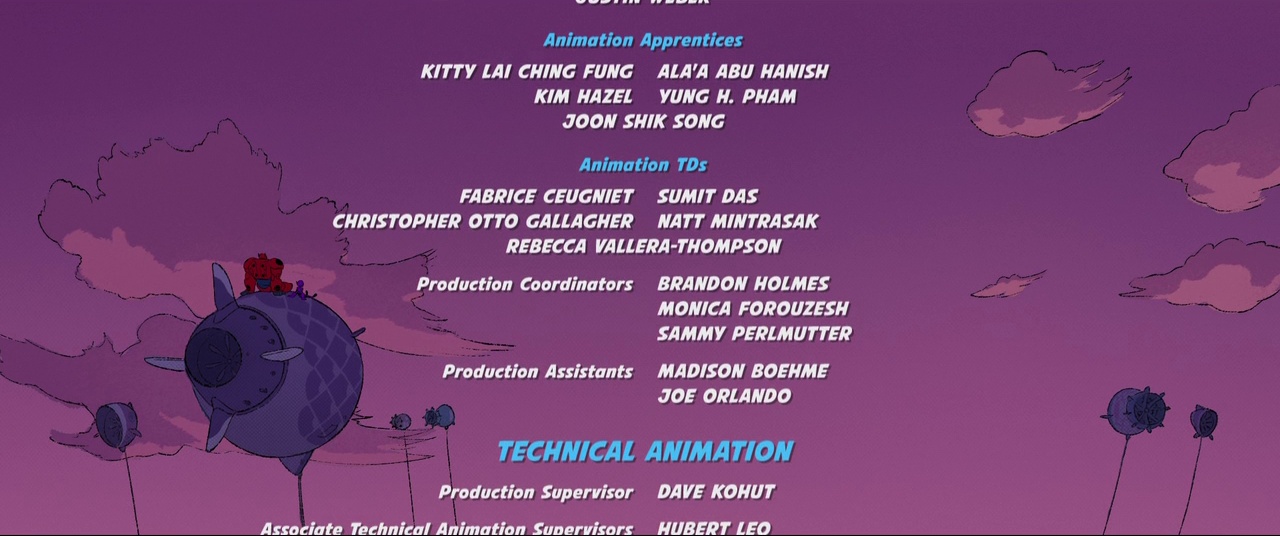 JUSTIN WEBER
Animation Apprentices
KITTY LAI CHING FUNG ALA'A ABU HANISH
KIM HAZEL YUNG H. PHAM
JOON SHIK SONG
Animation TDs
FABRICE CEUGNIET SUMIT DAS
CHRISTOPHER OTTO GALLAGHER NATT MINTRASAK
REBECCA VALLERA-THOMPSON
Production Coordinators BRANDON HOLMES
MONICA FOROUZESH
SAMMY PERLMUTTER
Production Assistants MADISON BOEHME
JOE ORLANDO
TECHNICAL ANIMATION
Production Supervisor DAVE KOHUT
Associate Technical Animation Supervisors HUBERT LEO